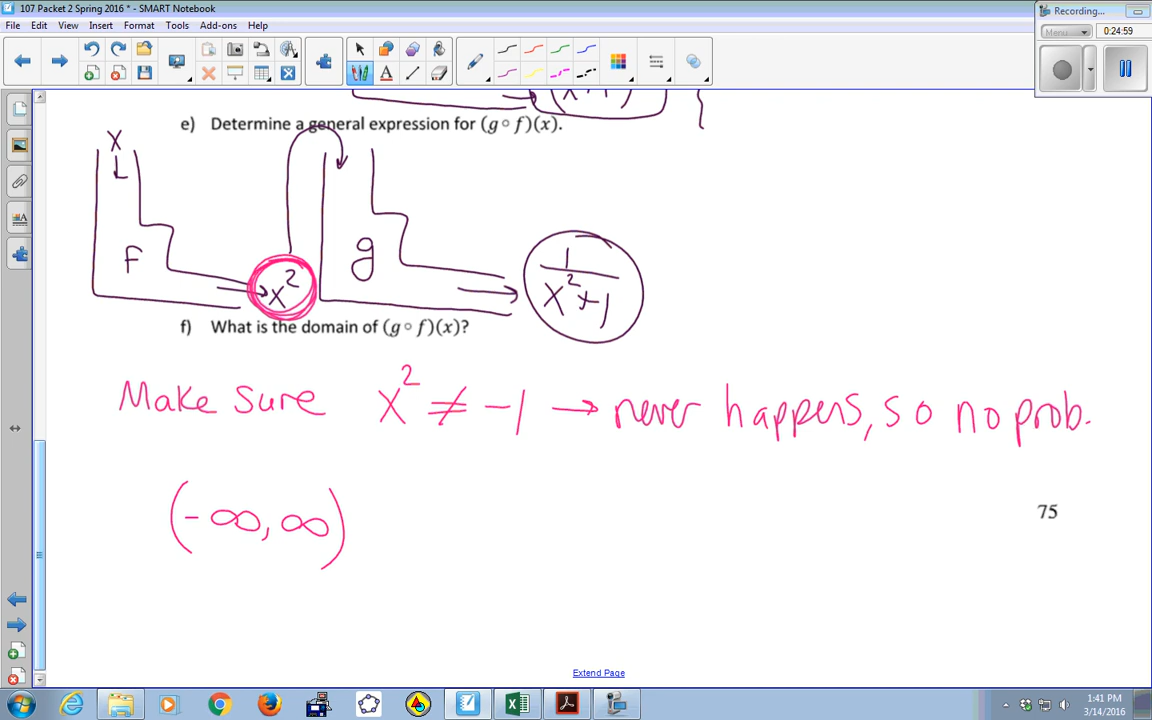 107 Packet 2 Spring 2016 * - SMART Notebook
File Edit View Insert Format Tools Add-ons Help
Recording...
Menu
0:24:59
e) Determine a general expression for (g ∘ f)(x).
X
f
x²
g
1
x²+1
f) What is the domain of (g ∘ f)(x)?
Make Sure x² ≠ -1 → never happens, so no prob.
(-∞, ∞)
75
Extend Page
1:41 PM
3/14/2016